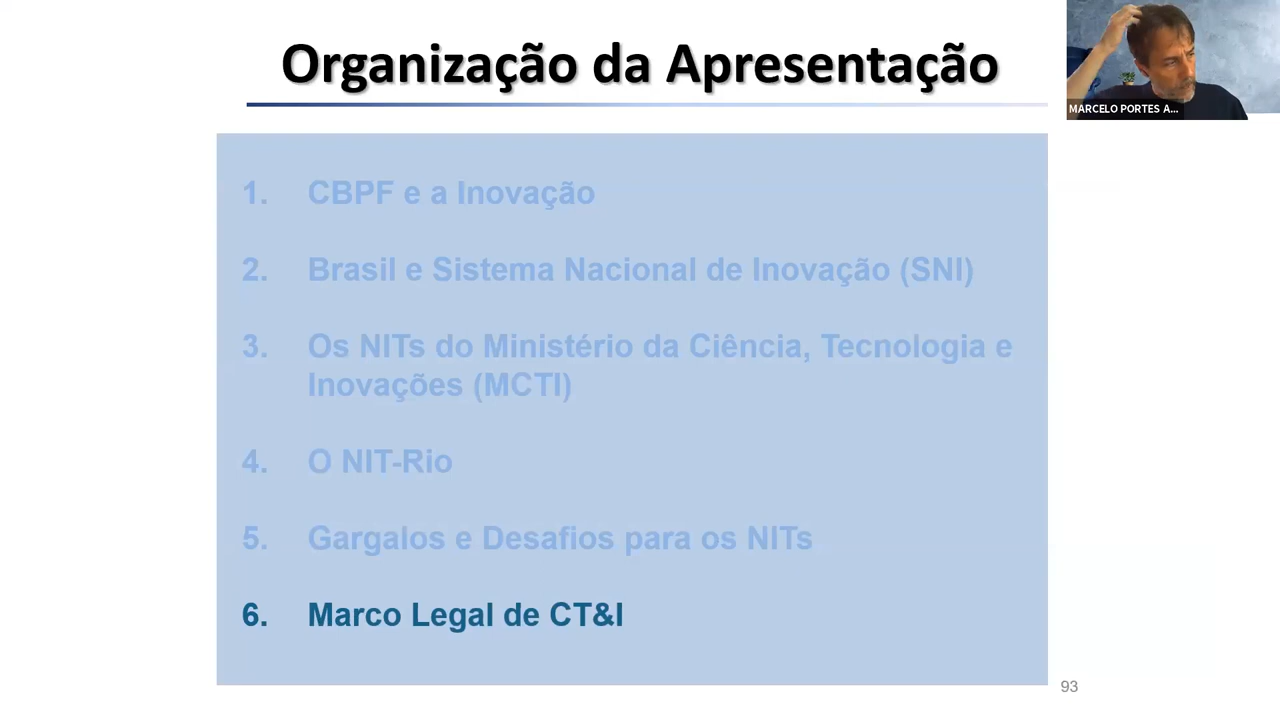 Organização da Apresentação
MARCELO PORTES A...
1. CBPF e a Inovação
2. Brasil e Sistema Nacional de Inovação (SNI)
3. Os NITs do Ministério da Ciência, Tecnologia e
Inovações (MCTI)
4. O NIT-Rio
5. Gargalos e Desafios para os NITs
6. Marco Legal de CT&I
93